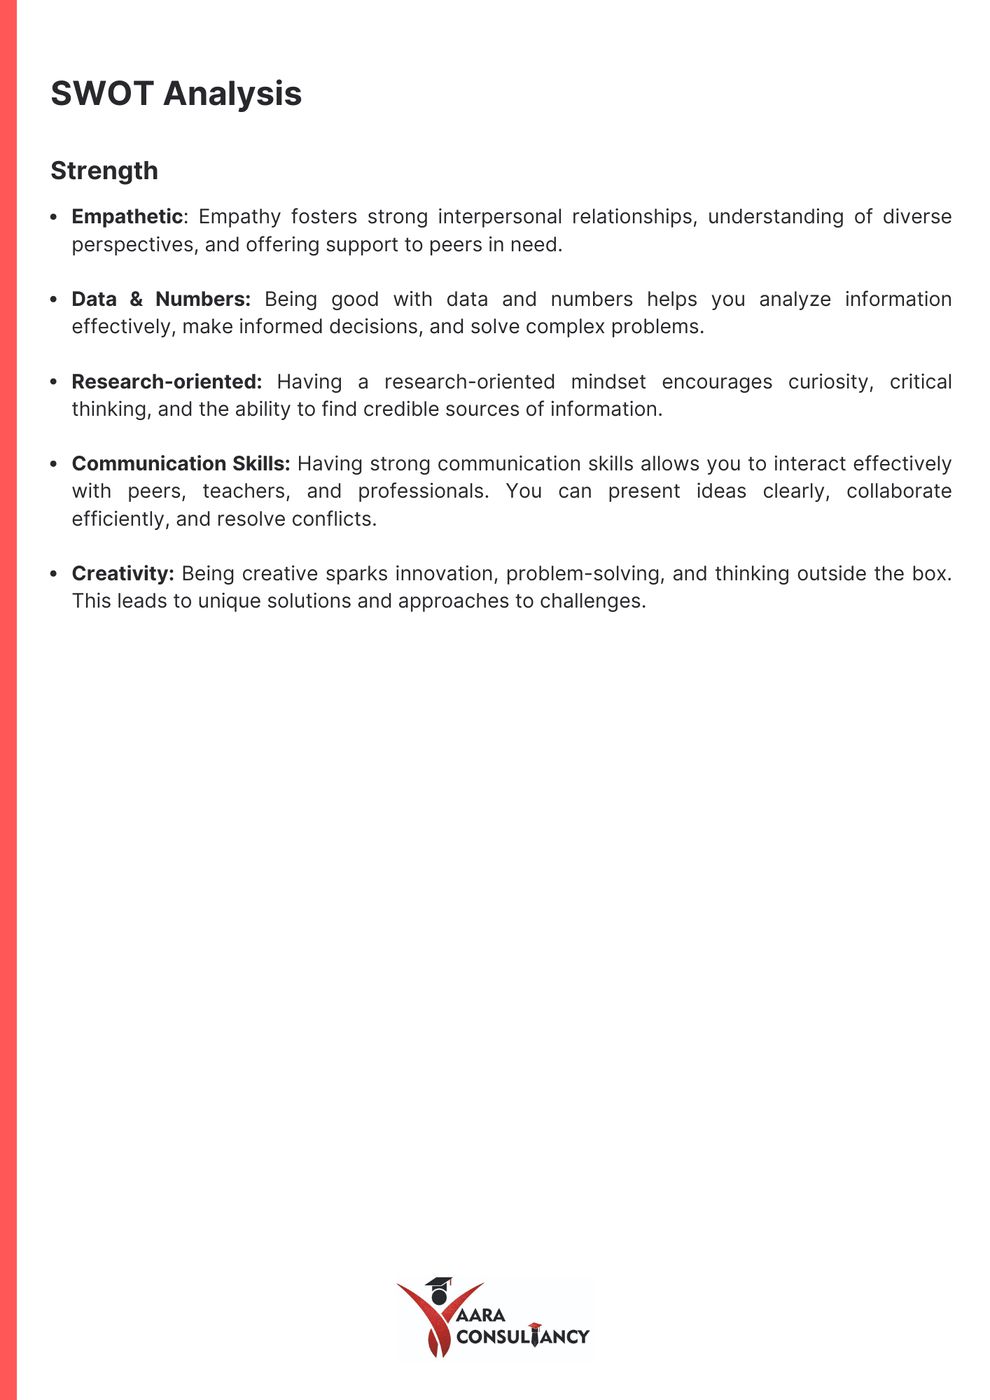 SWOT Analysis
Strength
• Empathetic: Empathy fosters strong interpersonal relationships, understanding of diverse
perspectives, and offering support to peers in need.
• Data & Numbers: Being good with data and numbers helps you analyze information
effectively, make informed decisions, and solve complex problems.
• Research-oriented: Having a research-oriented mindset encourages curiosity, critical
thinking, and the ability to find credible sources of information.
• Communication Skills: Having strong communication skills allows you to interact effectively
with peers, teachers, and professionals. You can present ideas clearly, collaborate
efficiently, and resolve conflicts.
• Creativity: Being creative sparks innovation, problem-solving, and thinking outside the box.
This leads to unique solutions and approaches to challenges.
AARA
CONSULTANCY